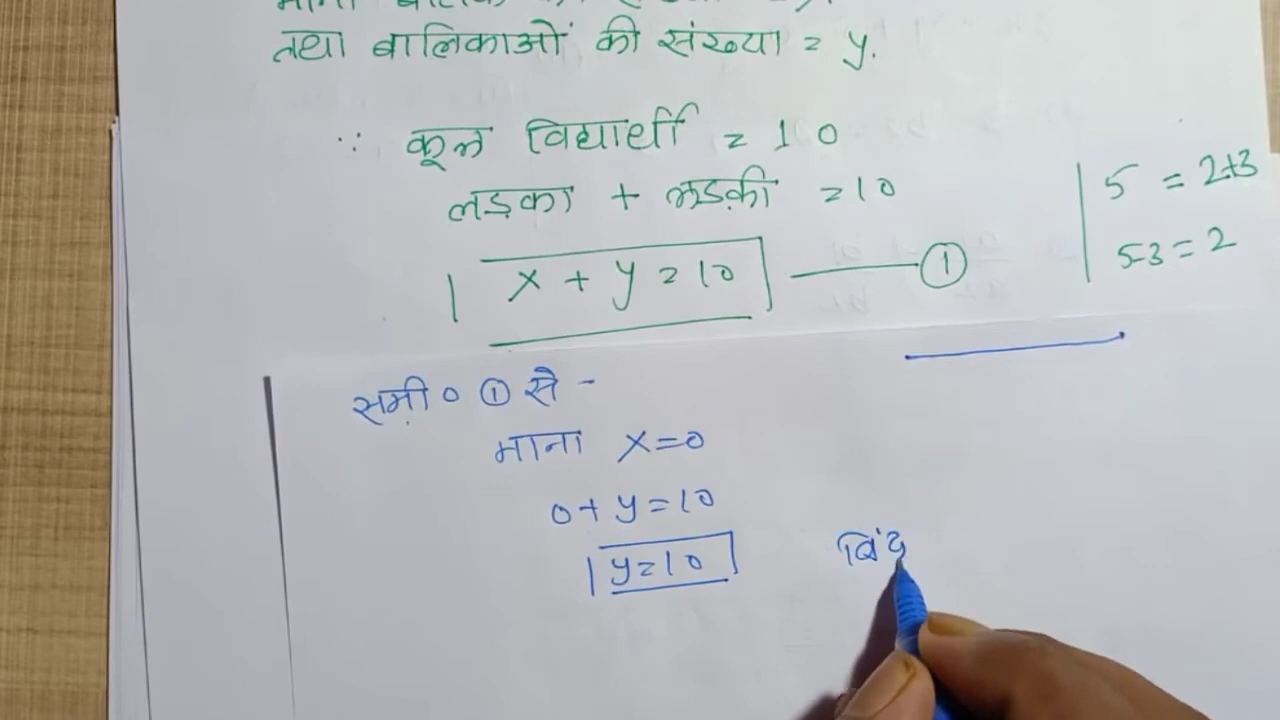 तथा बालिकाओं की संख्या = y.
∵ कूल विद्यार्थी = 10
लड़का + लड़की = 10
x + y = 10 ——— ①
5 = 2+3
5-3 = 2
समी० ① से -
माना x=0
0+ y=10
y=10
बिंदु